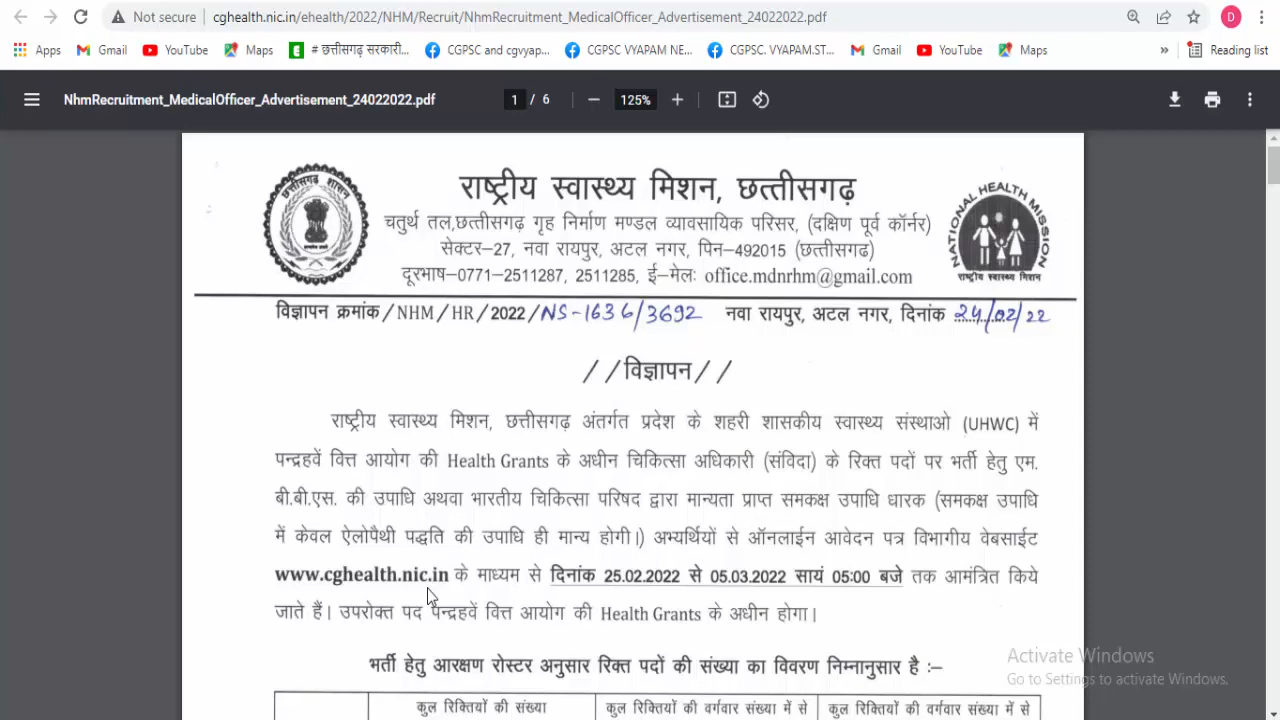 Not secure cghealth.nic.in/ehealth/2022/NHM/Recruit/NhmRecruitment_MedicalOfficer_Advertisement_24022022.pdf D
Apps Gmail YouTube Maps # छत्तीसगढ़ सरकारी... CGPSC and cgvyap... CGPSC VYAPAM NE... CGPSC. VYAPAM.ST... Gmail YouTube Maps » Reading list
NhmRecruitment_MedicalOfficer_Advertisement_24022022.pdf 1 / 6 125%
छत्तीसगढ़ शासन
राष्ट्रीय स्वास्थ्य मिशन, छत्तीसगढ़
चतुर्थ तल,छत्तीसगढ़ गृह निर्माण मण्डल व्यावसायिक परिसर, (दक्षिण पूर्व कॉर्नर)
सेक्टर-27, नवा रायपुर, अटल नगर, पिन-492015 (छत्तीसगढ़)
दूरभाष-0771-2511287, 2511285, ई-मेलः office.mdnrhm@gmail.com
NATIONAL HEALTH MISSION
राष्ट्रीय स्वास्थ्य मिशन
विज्ञापन क्रमांक/NHM/HR/2022/NS-1636/3692 नवा रायपुर, अटल नगर, दिनांक 24/02/22
//विज्ञापन//
राष्ट्रीय स्वास्थ्य मिशन, छत्तीसगढ़ अंतर्गत प्रदेश के शहरी शासकीय स्वास्थ्य संस्थाओ (UHWC) में
पन्द्रहवें वित्त आयोग की Health Grants के अधीन चिकित्सा अधिकारी (संविदा) के रिक्त पदों पर भर्ती हेतु एम.
बी.बी.एस. की उपाधि अथवा भारतीय चिकित्सा परिषद द्वारा मान्यता प्राप्त समकक्ष उपाधि धारक (समकक्ष उपाधि
में केवल ऐलोपैथी पद्धति की उपाधि ही मान्य होगी।) अभ्यर्थियों से ऑनलाईन आवेदन पत्र विभागीय वेबसाईट
www.cghealth.nic.in के माध्यम से दिनांक 25.02.2022 से 05.03.2022 सायं 05:00 बजे तक आमंत्रित किये
जाते हैं। उपरोक्त पद पन्द्रहवें वित्त आयोग की Health Grants के अधीन होगा।
भर्ती हेतु आरक्षण रोस्टर अनुसार रिक्त पदों की संख्या का विवरण निम्नानुसार है :–
कुल रिक्तियों की संख्या कुल रिक्तियों की वर्गवार संख्या में से कुल रिक्तियों की वर्गवार संख्या में से
Activate Windows
Go to Settings to activate Windows.